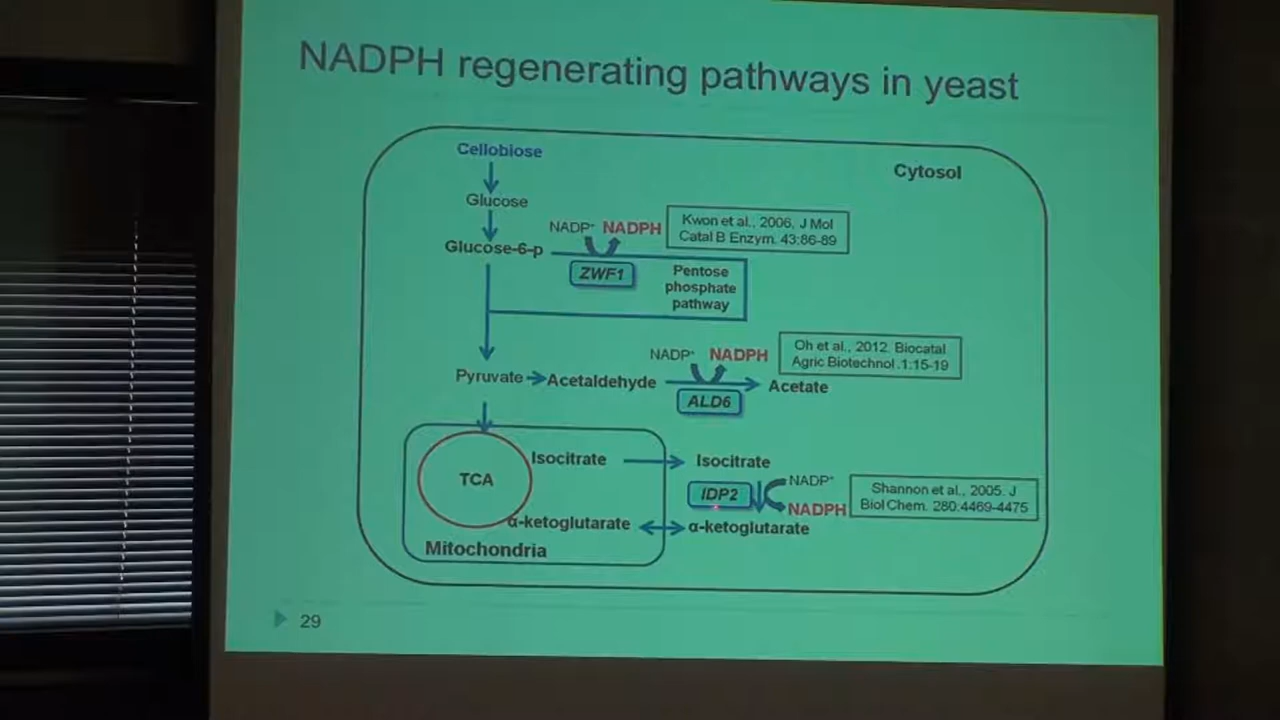 NADPH regenerating pathways in yeast
Cellobiose
Cytosol
Glucose
NADP⁺ NADPH
Kwon et al., 2006, J Mol
Catal B Enzym. 43:86-89
Glucose-6-p
ZWF1
Pentose
phosphate
pathway
NADP⁺ NADPH
Oh et al., 2012. Biocatal
Agric Biotechnol .1:15-19
Pyruvate
Acetaldehyde
Acetate
ALD6
TCA
Isocitrate
Isocitrate
IDP2
NADP⁺
NADPH
Shannon et al., 2005. J
Biol Chem. 280:4469-4475
α-ketoglutarate
α-ketoglutarate
Mitochondria
29